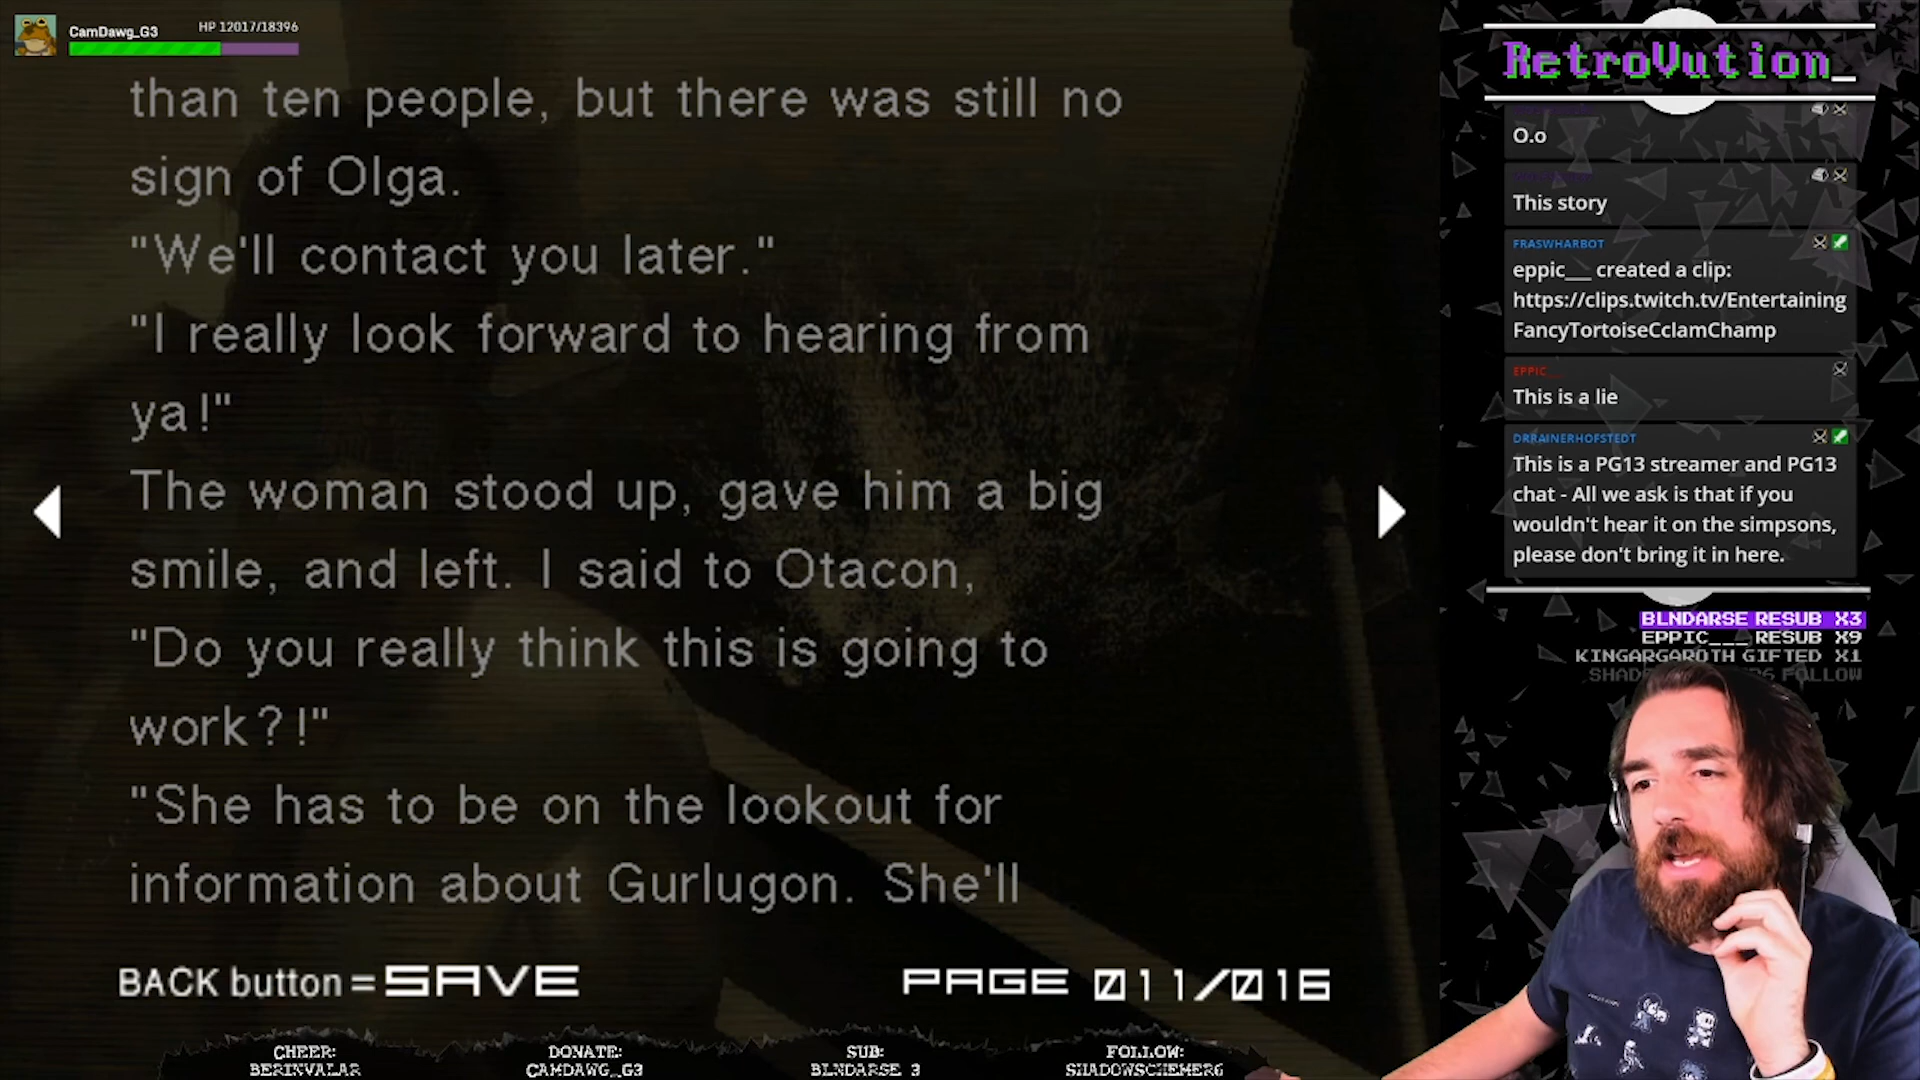 CamDawg_G3
HP 12017/18396
than ten people, but there was still no
sign of Olga.
"We'll contact you later."
"I really look forward to hearing from
ya!"
The woman stood up, gave him a big
smile, and left. I said to Otacon,
"Do you really think this is going to
work?!"
"She has to be on the lookout for
information about Gurlugon. She'll
BACK button = SAVE
PAGE 011/016
RetroVution_
O.o
This story
FRASWHARBOT
eppic__ created a clip:
https://clips.twitch.tv/Entertaining
FancyTortoiseCclamChamp
EPPIC__
This is a lie
DRRAINERHOFSTEDT
This is a PG13 streamer and PG13
chat - All we ask is that if you
wouldn't hear it on the simpsons,
please don't bring it in here.
BLNDARSE RESUB X3
EPPIC___ RESUB X9
KINGARGAROTH GIFTED X1
FOLLOW
CHEER:
BERINVALAR
DONATE:
CAMDAWG_G3
SUB:
BLNDARSE 3
FOLLOW:
SHADOWSCHEMER6